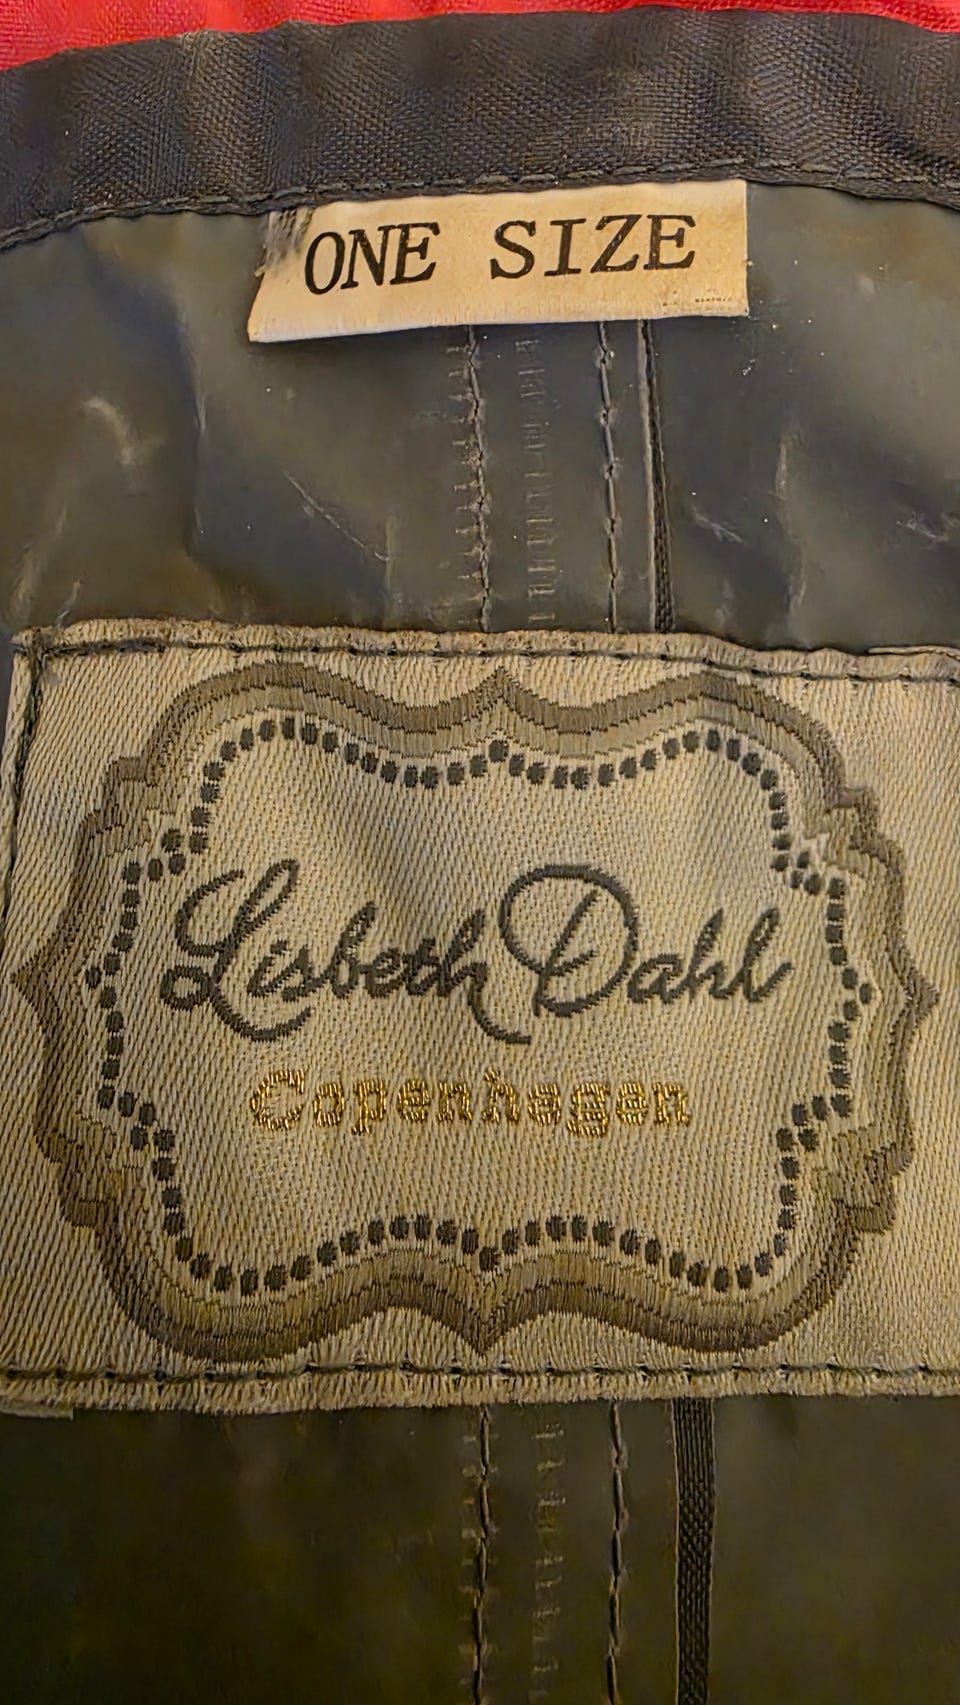 ONE SIZE
Lisbeth Dahl
Copenhagen